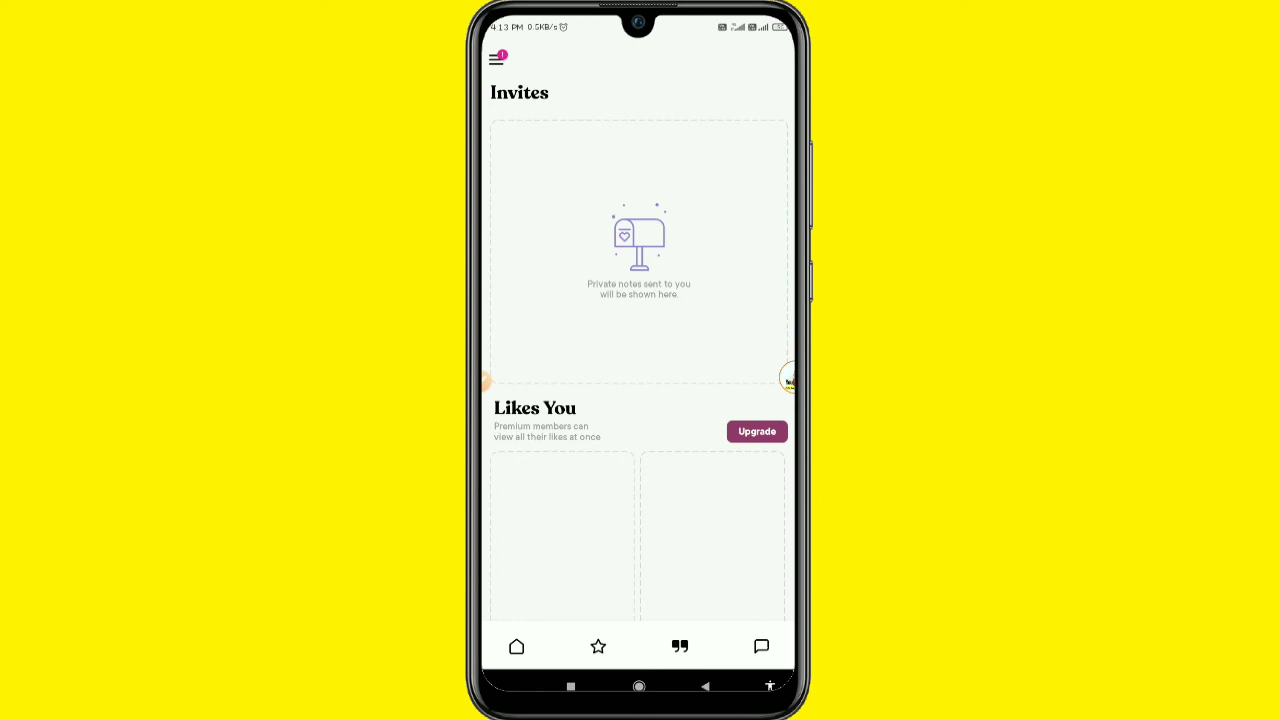 4:13 PM 0.5KB/s
Invites
Private notes sent to you
will be shown here.
Likes You
Premium members can
view all their likes at once
Upgrade